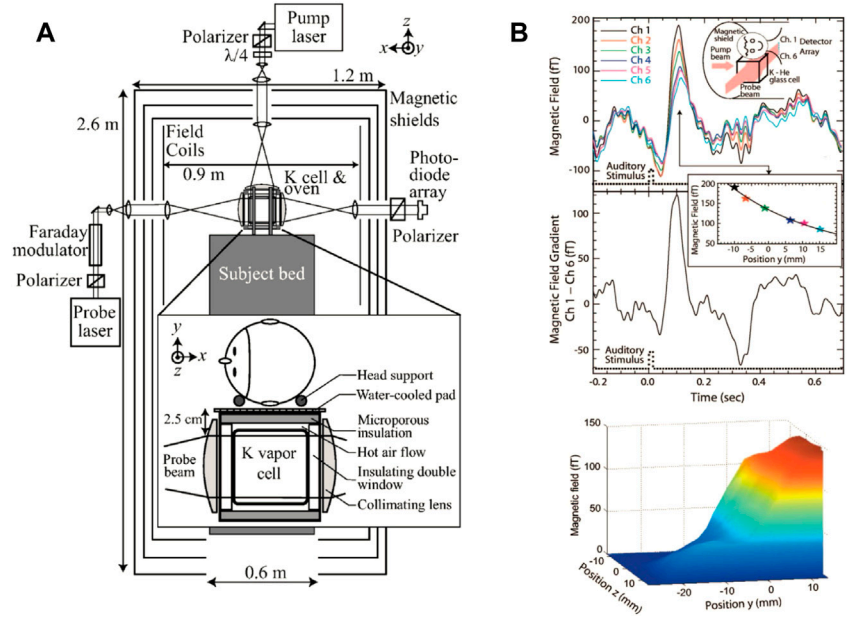 A
Pump
laser
Polarizer
λ/4
z
x
y
1.2 m
2.6 m
Magnetic
shields
Field
Coils
0.9 m
K cell &
oven
Photo-
diode
array
Polarizer
Faraday
modulator
Polarizer
Probe
laser
Subject bed
y
x
z
Head support
Water-cooled pad
2.5 cm
Microporous
insulation
Hot air flow
Probe
beam
K vapor
cell
Insulating double
window
Collimating lens
0.6 m
B
200
150
100
50
0
-50
-100
Magnetic Field (fT)
Ch 1
Ch 2
Ch 3
Ch 4
Ch 5
Ch 6
Magnetic
shield
Pump
beam
Ch. 1
Ch. 6
Detector
Array
K - He
glass cell
Probe
beam
Auditory
Stimulus
200
150
100
50
Magnetic Field (fT)
-10 -5 0 5 10 15
Position y (mm)
100
50
0
-50
Magnetic Field Gradient
Ch 1 – Ch 6 (fT)
Auditory
Stimulus
-0.2 0.0 0.2 0.4 0.6
Time (sec)
150
100
50
0
Magnetic field (fT)
-10
0
10
Position z (mm)
-20 -10 0 10
Position y (mm)